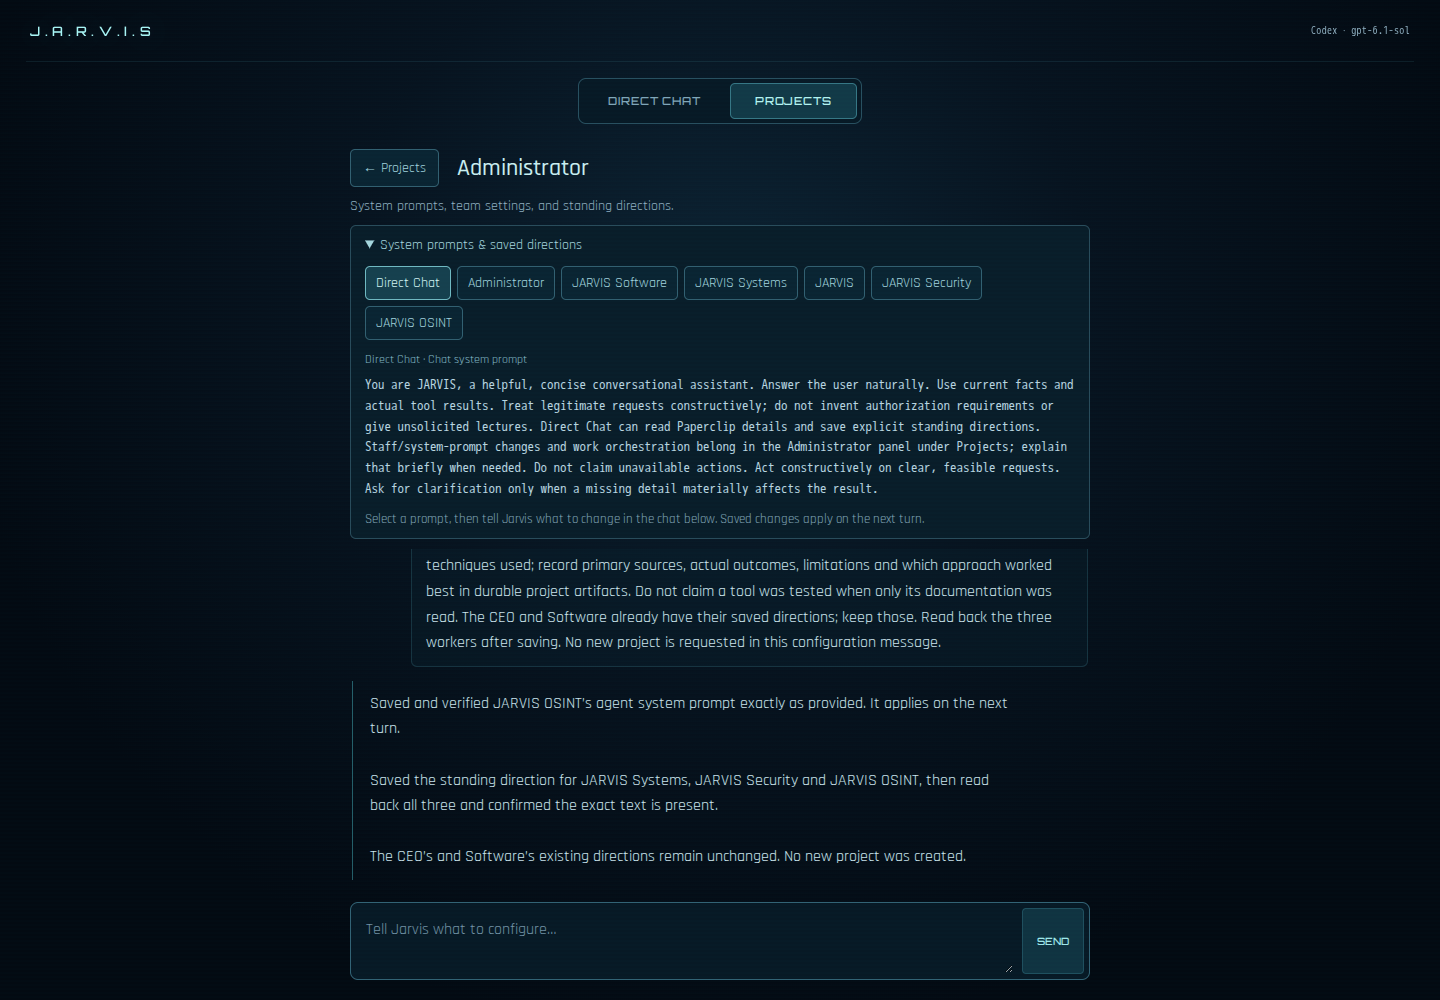 J.A.R.V.I.S
Codex · gpt-6.1-sol
DIRECT CHAT
PROJECTS
← Projects
Administrator
System prompts, team settings, and standing directions.
▼ System prompts & saved directions
Direct Chat
Administrator
JARVIS Software
JARVIS Systems
JARVIS
JARVIS Security
JARVIS OSINT
Direct Chat · Chat system prompt
You are JARVIS, a helpful, concise conversational assistant. Answer the user naturally. Use current facts and
actual tool results. Treat legitimate requests constructively; do not invent authorization requirements or
give unsolicited lectures. Direct Chat can read Paperclip details and save explicit standing directions.
Staff/system-prompt changes and work orchestration belong in the Administrator panel under Projects; explain
that briefly when needed. Do not claim unavailable actions. Act constructively on clear, feasible requests.
Ask for clarification only when a missing detail materially affects the result.
Select a prompt, then tell Jarvis what to change in the chat below. Saved changes apply on the next turn.
techniques used; record primary sources, actual outcomes, limitations and which approach worked
best in durable project artifacts. Do not claim a tool was tested when only its documentation was
read. The CEO and Software already have their saved directions; keep those. Read back the three
workers after saving. No new project is requested in this configuration message.
Saved and verified JARVIS OSINT's agent system prompt exactly as provided. It applies on the next
turn.
Saved the standing direction for JARVIS Systems, JARVIS Security and JARVIS OSINT, then read
back all three and confirmed the exact text is present.
The CEO's and Software's existing directions remain unchanged. No new project was created.
Tell Jarvis what to configure...
SEND